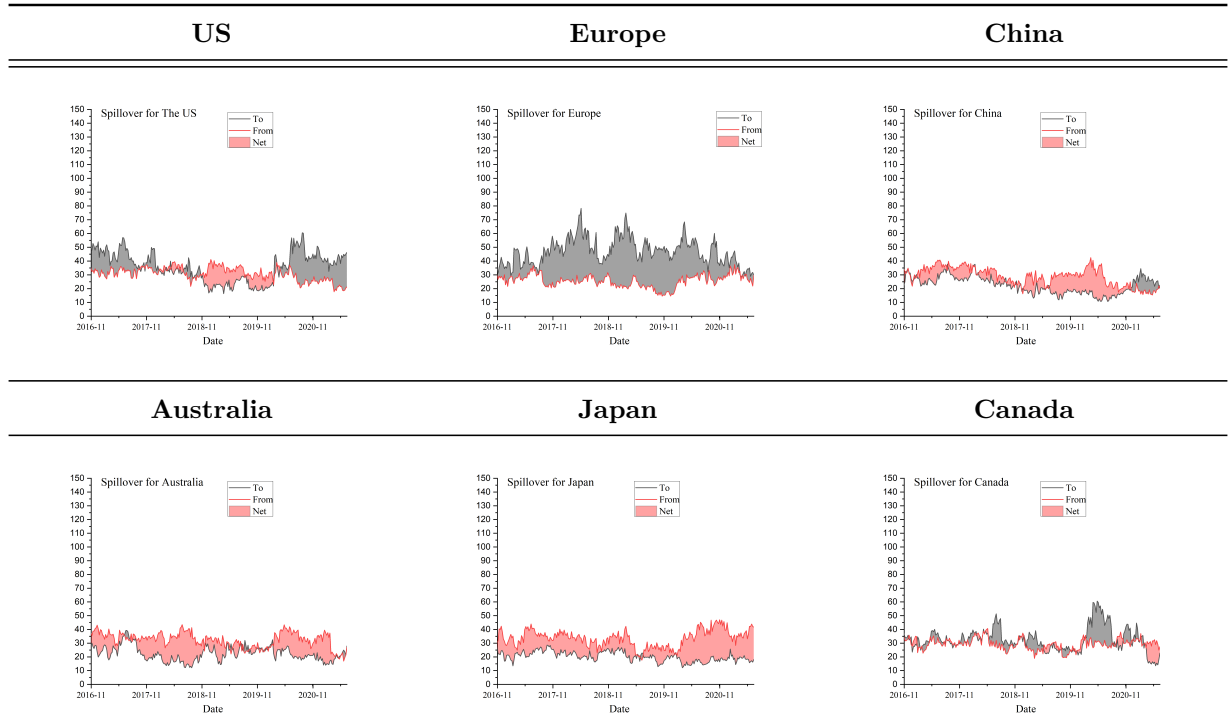 US Europe China
Spillover for The US
To
From
Net
150
140
130
120
110
100
90
80
70
60
50
40
30
20
10
0
2016-11 2017-11 2018-11 2019-11 2020-11
Date
Spillover for Europe
To
From
Net
150
140
130
120
110
100
90
80
70
60
50
40
30
20
10
0
2016-11 2017-11 2018-11 2019-11 2020-11
Date
Spillover for China
To
From
Net
150
140
130
120
110
100
90
80
70
60
50
40
30
20
10
0
2016-11 2017-11 2018-11 2019-11 2020-11
Date
Australia Japan Canada
Spillover for Australia
To
From
Net
150
140
130
120
110
100
90
80
70
60
50
40
30
20
10
0
2016-11 2017-11 2018-11 2019-11 2020-11
Date
Spillover for Japan
To
From
Net
150
140
130
120
110
100
90
80
70
60
50
40
30
20
10
0
2016-11 2017-11 2018-11 2019-11 2020-11
Date
Spillover for Canada
To
From
Net
150
140
130
120
110
100
90
80
70
60
50
40
30
20
10
0
2016-11 2017-11 2018-11 2019-11 2020-11
Date